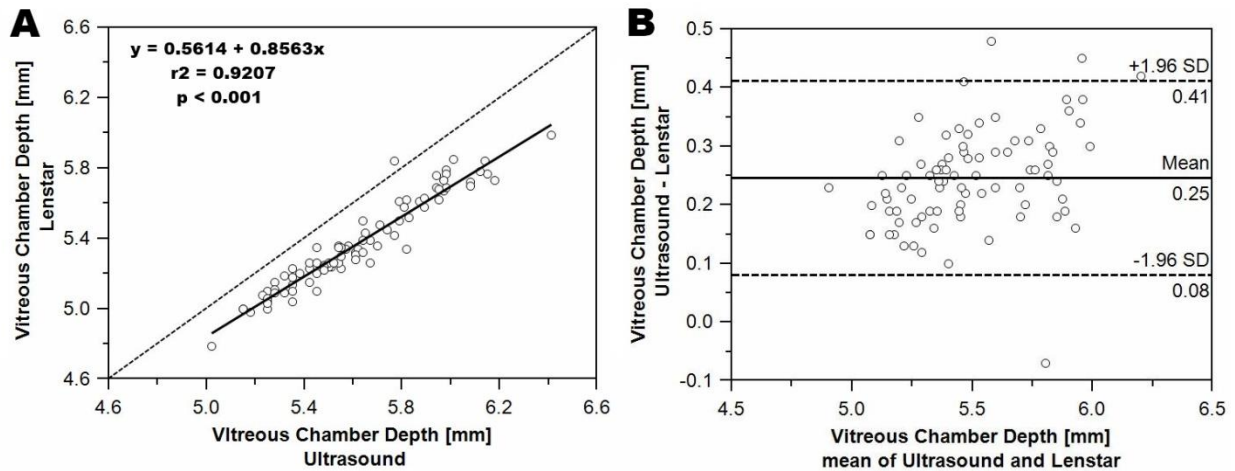 A
y = 0.5614 + 0.8563x
r2 = 0.9207
p < 0.001
Vitreous Chamber Depth [mm]
Lenstar
6.6
6.2
5.8
5.4
5.0
4.6
4.6 5.0 5.4 5.8 6.2 6.6
VItreous Chamber Depth [mm]
Ultrasound
B
Vitreous Chamber Depth [mm]
Ultrasound - Lenstar
0.5
0.4
0.3
0.2
0.1
0.0
-0.1
+1.96 SD
0.41
Mean
0.25
-1.96 SD
0.08
4.5 5.0 5.5 6.0 6.5
Vitreous Chamber Depth [mm]
mean of Ultrasound and Lenstar